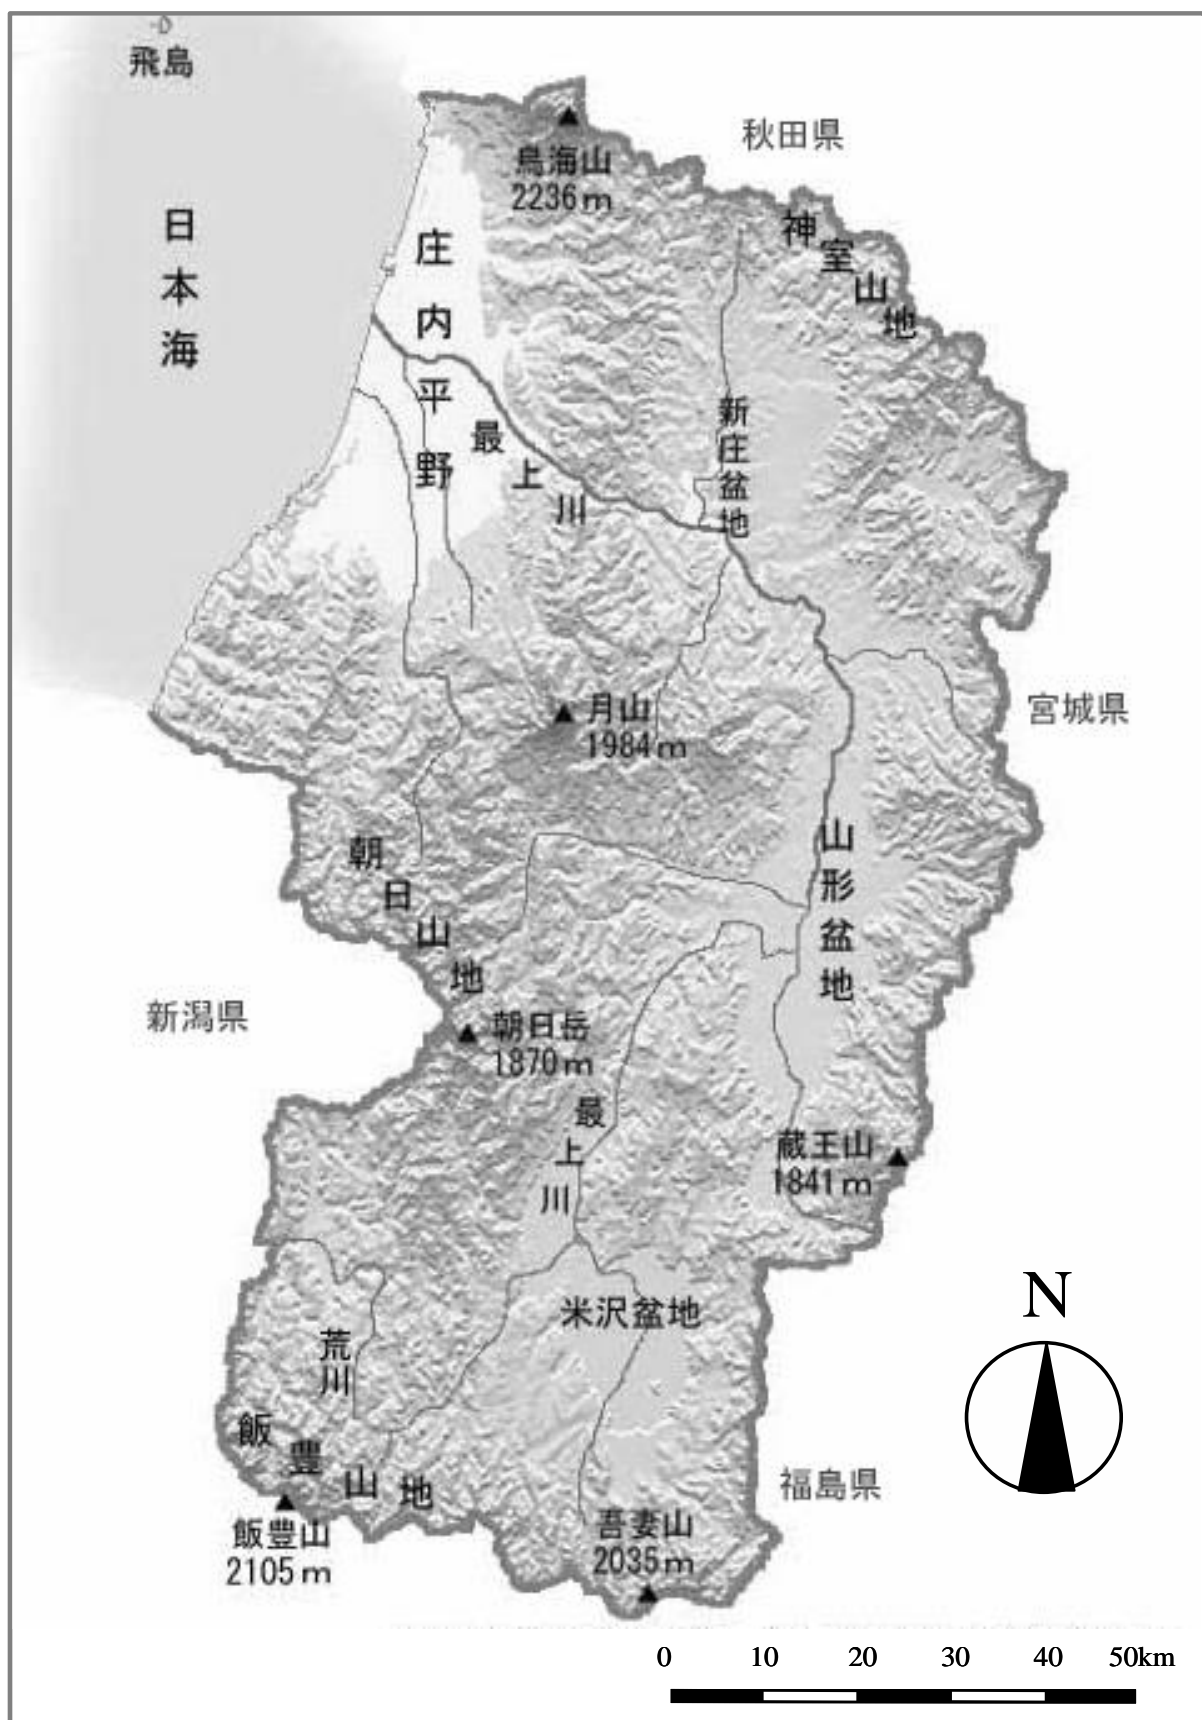 飛島
秋田県
鳥海山
2236m
日本海
庄内平野
神室山地
新庄盆地
最上川
月山
1984m
宮城県
朝日山地
山形盆地
新潟県
朝日岳
1870m
最上川
蔵王山
1841m
米沢盆地
荒川
飯豊山地
N
福島県
飯豊山
2105m
吾妻山
2035m
0 10 20 30 40 50km